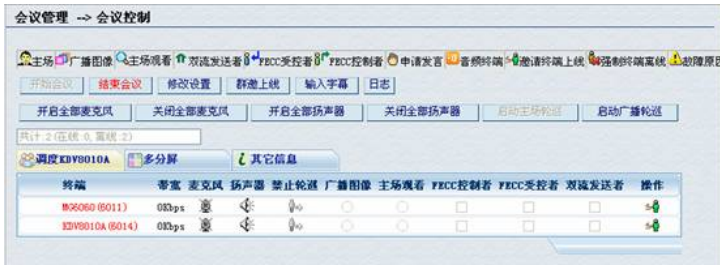 会议管理 --> 会议控制
主场 广播图像 主场观看 双流发送者 FECC受控者 FECC控制者 申请发言 音频终端 邀请终端上线 强制终端离线 故障原因
开始会议 结束会议 修改设置 群邀上线 输入字幕 日志
开启全部麦克风 关闭全部麦克风 开启全部扬声器 关闭全部扬声器 启动主场轮巡 启动广播轮巡
共计:2(在线:0,离线:2)
调度KDV8010A 多分屏 其它信息
终端 带宽 麦克风 扬声器 禁止轮巡 广播图像 主场观看 FECC控制者 FECC受控者 双流发送者 操作
MG6060(6011) 0Kbps
KDV8010A(6014) 0Kbps